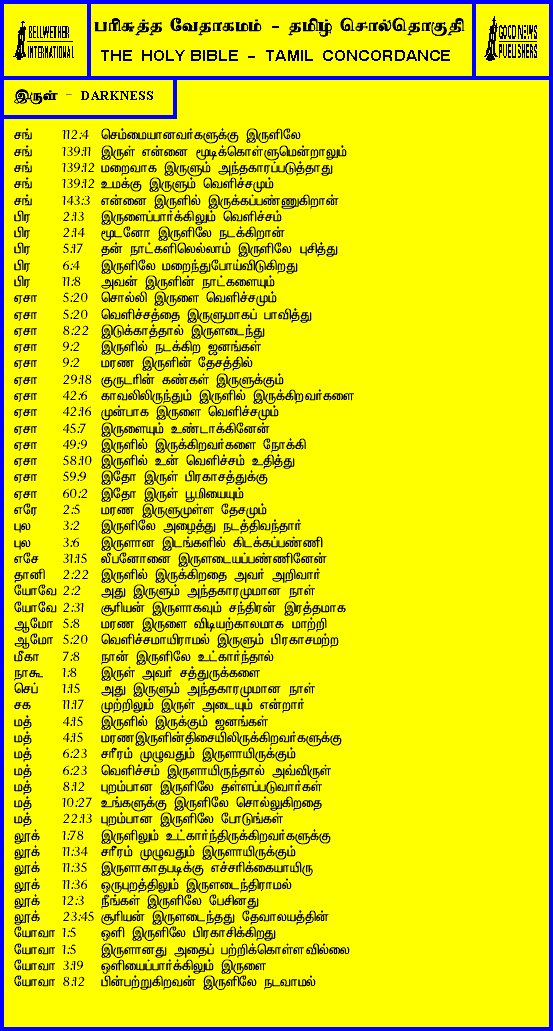 BELLWETHER
INTERNATIONAL
பரிசுத்த வேதாகமம் - தமிழ் சொல்தொகுதி
THE HOLY BIBLE - TAMIL CONCORDANCE
GOOD NEWS
PUBLISHERS
இருள் - DARKNESS
சங் 112:4 செம்மையானவர்களுக்கு இருளிலே
சங் 139:11 இருள் என்னை மூடிக்கொள்ளுமென்றாலும்
சங் 139:12 மறைவாக இருளும் அந்தகாரப்படுத்தாது
சங் 139:12 உமக்கு இருளும் வெளிச்சமும்
சங் 143:3 என்னை இருளில் இருக்கப்பண்ணுகிறான்
பிர 2:13 இருளைப்பார்க்கிலும் வெளிச்சம்
பிர 2:14 மூடனோ இருளிலே நடக்கிறான்
பிர 5:17 தன் நாட்களிலெல்லாம் இருளிலே புசித்து
பிர 6:4 இருளிலே மறைந்துபோய்விடுகிறது
பிர 11:8 அவன் இருளின் நாட்களையும்
ஏசா 5:20 சொல்லி இருளை வெளிச்சமும்
ஏசா 5:20 வெளிச்சத்தை இருளுமாகப் பாவித்து
ஏசா 8:22 இடுக்காத்தால் இருளடைந்து
ஏசா 9:2 இருளில் நடக்கிற ஜனங்கள்
ஏசா 9:2 மரண இருளின் தேசத்தில்
ஏசா 29:18 குருடரின் கண்கள் இருளுக்கும்
ஏசா 42:6 காவலிலிருந்தும் இருளில் இருக்கிறவர்களை
ஏசா 42:16 முன்பாக இருளை வெளிச்சமும்
ஏசா 45:7 இருளையும் உண்டாக்கினேன்
ஏசா 49:9 இருளில் இருக்கிறவர்களை நோக்கி
ஏசா 58:10 இருளில் உன் வெளிச்சம் உதித்து
ஏசா 59:9 இதோ இருள் பிரகாசத்துக்கு
ஏசா 60:2 இதோ இருள் பூமியையும்
எரே 2:5 மரண இருளுமுள்ள தேசமும்
புல 3:2 இருளிலே அழைத்து நடத்திவந்தார்
புல 3:6 இருளான இடங்களில் கிடக்கப்பண்ணி
எசே 31:15 லீபனோனை இருளடையப்பண்ணினேன்
தானி 2:22 இருளில் இருக்கிறதை அவர் அறிவார்
யோவே 2:2 அது இருளும் அந்தகாரமுமான நாள்
யோவே 2:31 சூரியன் இருளாகவும் சந்திரன் இரத்தமாக
ஆமோ 5:8 மரண இருளை விடியற்காலமாக மாற்றி
ஆமோ 5:20 வெளிச்சமாயிராமல் இருளும் பிரகாசமற்ற
மீகா 7:8 நான் இருளிலே உட்கார்ந்தால்
நாகூ 1:8 இருள் அவர் சத்துருக்களை
செப் 1:15 அது இருளும் அந்தகாரமுமான நாள்
சக 11:17 முற்றிலும் இருள் அடையும் என்றார்
மத் 4:15 இருளில் இருக்கும் ஜனங்கள்
மத் 4:15 மரணஇருளின்திசையிலிருக்கிறவர்களுக்கு
மத் 6:23 சரீரம் முழுவதும் இருளாயிருக்கும்
மத் 6:23 வெளிச்சம் இருளாயிருந்தால் அவ்விருள்
மத் 8:12 புறம்பான இருளிலே தள்ளப்படுவார்கள்
மத் 10:27 உங்களுக்கு இருளிலே சொல்லுகிறதை
மத் 22:13 புறம்பான இருளிலே போடுங்கள்
லூக் 1:78 இருளிலும் உட்கார்ந்திருக்கிறவர்களுக்கு
லூக் 11:34 சரீரம் முழுவதும் இருளாயிருக்கும்
லூக் 11:35 இருளாகாதபடிக்கு எச்சரிக்கையாயிரு
லூக் 11:36 ஒருபுறத்திலும் இருளடைந்திராமல்
லூக் 12:3 நீங்கள் இருளிலே பேசினது
லூக் 23:45 சூரியன் இருளடைந்தது தேவாலயத்தின்
யோவா 1:5 ஒளி இருளிலே பிரகாசிக்கிறது
யோவா 1:5 இருளானது அதைப் பற்றிக்கொள்ளவில்லை
யோவா 3:19 ஒளியைப்பார்க்கிலும் இருளை
யோவா 8:12 பின்பற்றுகிறவன் இருளிலே நடவாமல்